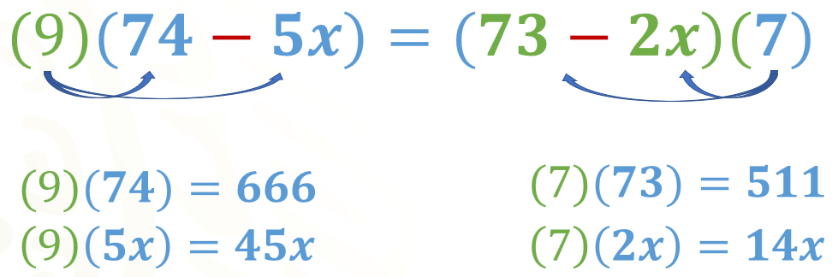 (9)(74 − 5x) = (73 − 2x)(7)
(9)(74) = 666
(9)(5x) = 45x
(7)(73) = 511
(7)(2x) = 14x